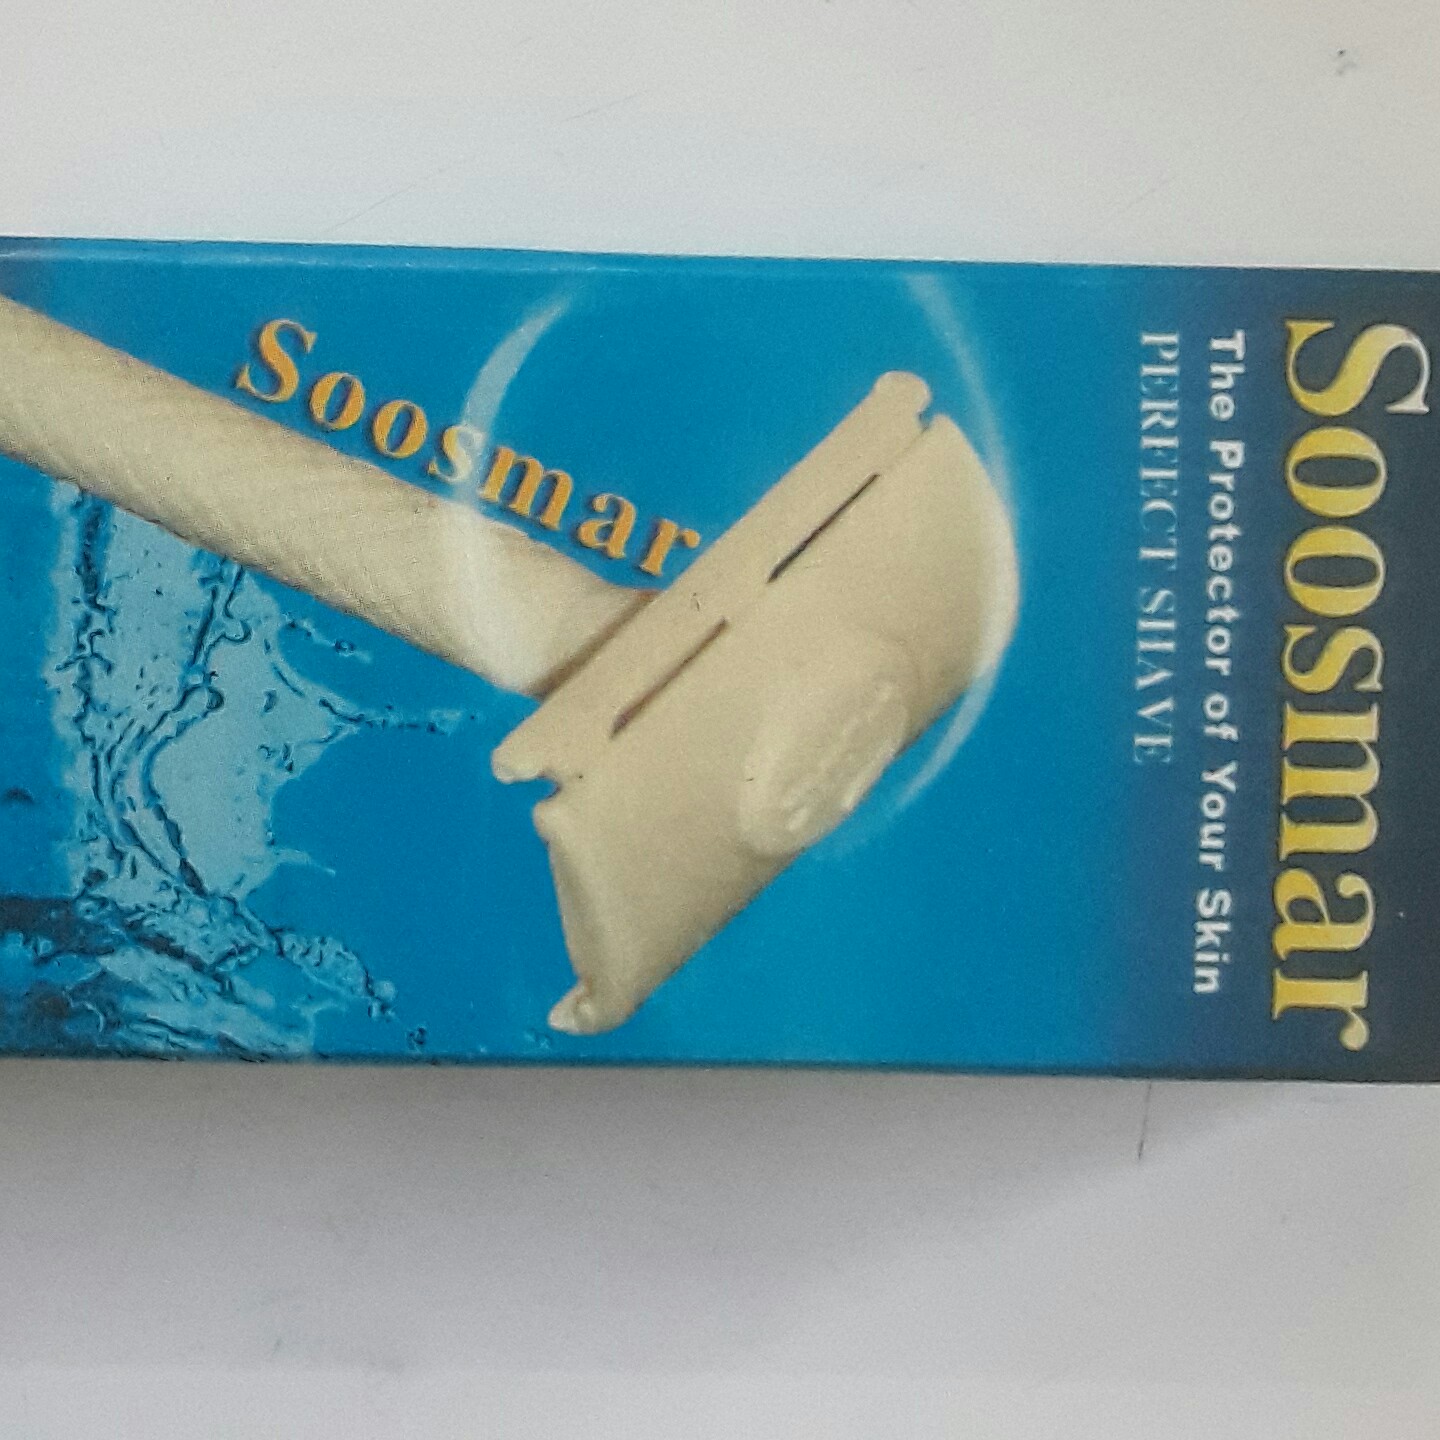 Soosmar
The Protector of Your Skin
PERFECT SHAVE
Soosmar